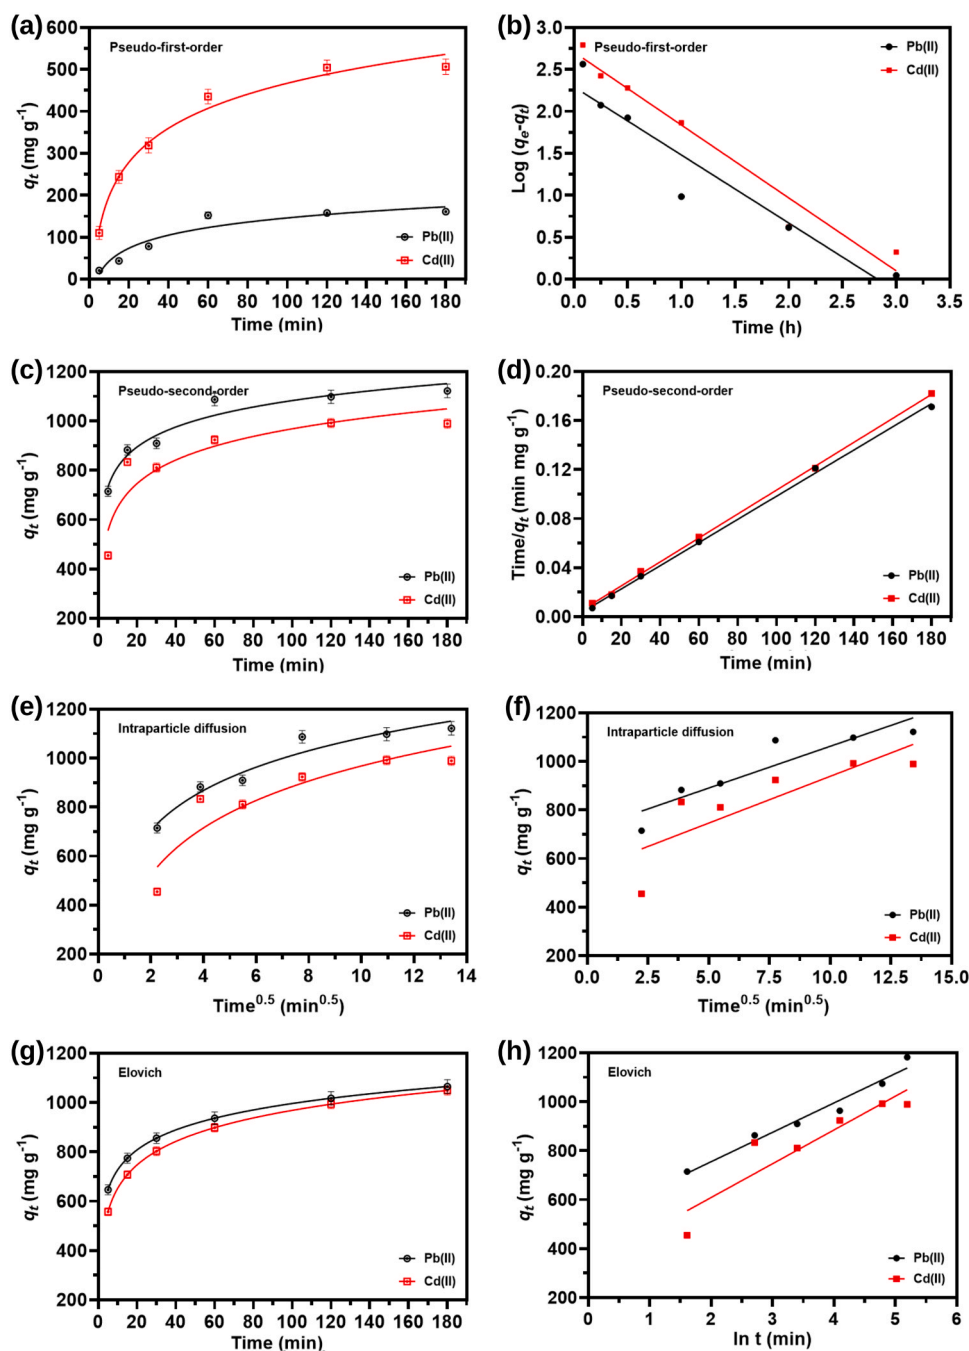 (a)
600
500
400
300
200
100
0
0 20 40 60 80 100 120 140 160 180
Pseudo-first-order
Pb(II)
Cd(II)
qt (mg g-1)
Time (min)
(b)
3.0
2.5
2.0
1.5
1.0
0.5
0.0
0.0 0.5 1.0 1.5 2.0 2.5 3.0 3.5
Pseudo-first-order
Pb(II)
Cd(II)
Log (qe-qt)
Time (h)
(c)
1200
1000
800
600
400
200
0 20 40 60 80 100 120 140 160 180
Pseudo-second-order
Pb(II)
Cd(II)
qt (mg g-1)
Time (min)
(d)
0.20
0.16
0.12
0.08
0.04
0.00
0 20 40 60 80 100 120 140 160 180
Pseudo-second-order
Pb(II)
Cd(II)
Time/qt (min mg g-1)
Time (min)
(e)
1200
1000
800
600
400
200
0 2 4 6 8 10 12 14
Intraparticle diffusion
Pb(II)
Cd(II)
qt (mg g-1)
Time0.5 (min0.5)
(f)
1200
1000
800
600
400
200
0.0 2.5 5.0 7.5 10.0 12.5 15.0
Intraparticle diffusion
Pb(II)
Cd(II)
qt (mg g-1)
Time0.5 (min0.5)
(g)
1200
1000
800
600
400
200
0 20 40 60 80 100 120 140 160 180
Elovich
Pb(II)
Cd(II)
qt (mg g-1)
Time (min)
(h)
1200
1000
800
600
400
200
0 1 2 3 4 5 6
Elovich
Pb(II)
Cd(II)
qt (mg g-1)
ln t (min)